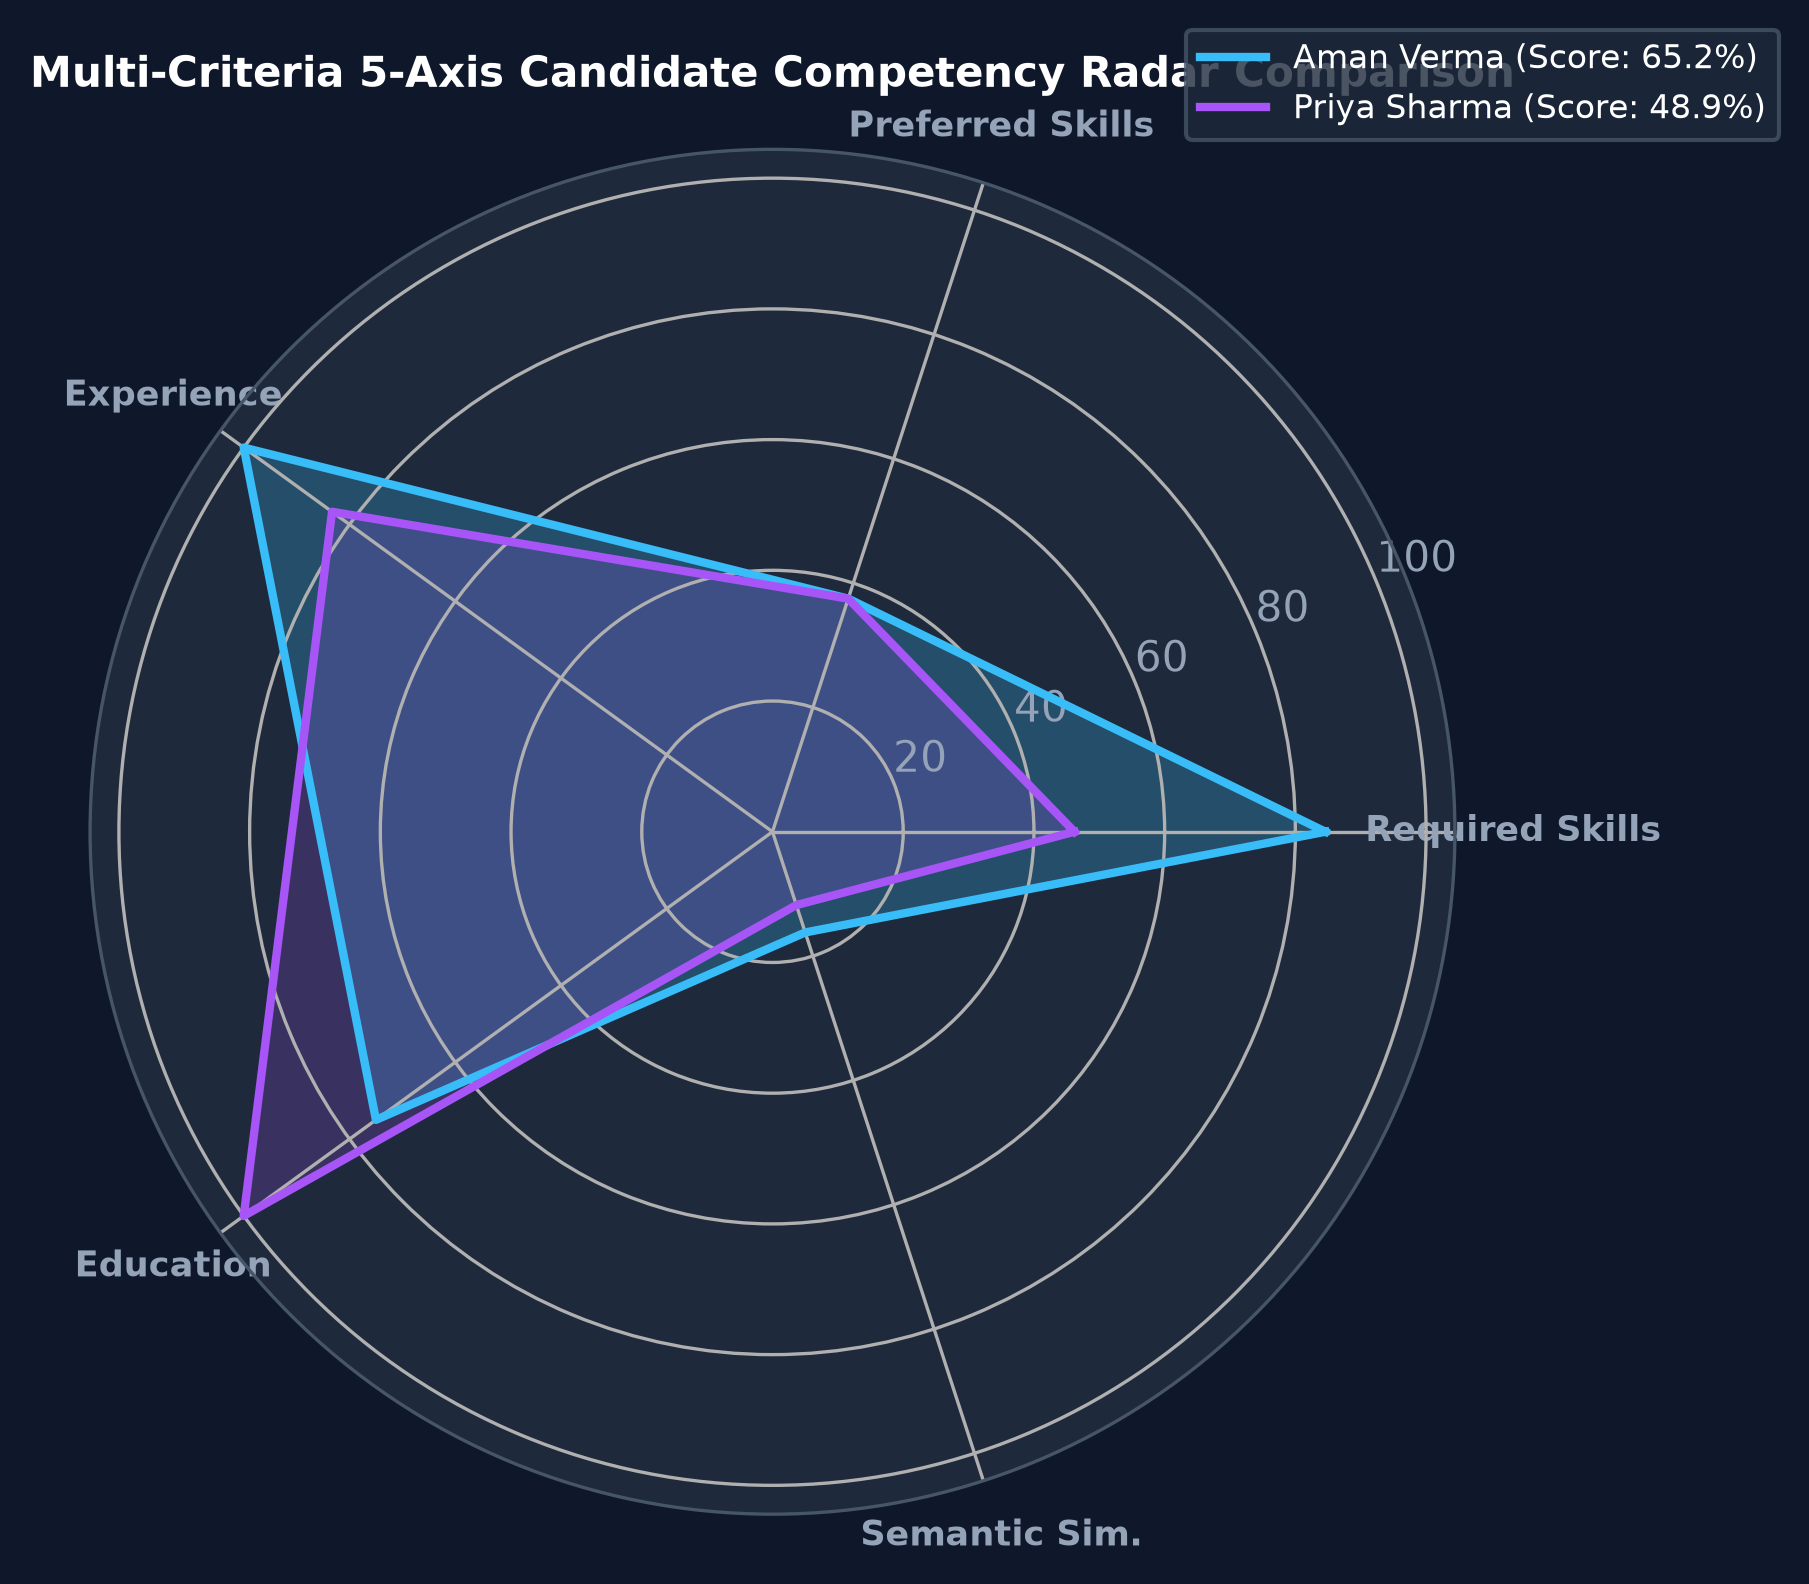 Multi-Criteria 5-Axis Candidate Competency Radar Comparison
Aman Verma (Score: 65.2%)
Priya Sharma (Score: 48.9%)
Preferred Skills
Experience
100
80
60
40
20
Required Skills
Education
Semantic Sim.